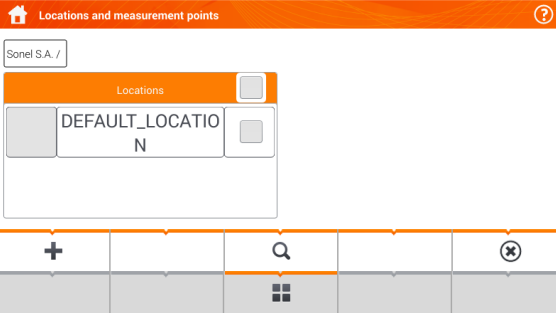 Locations and measurement points
Sonel S.A. /
Locations
DEFAULT_LOCATIO
N